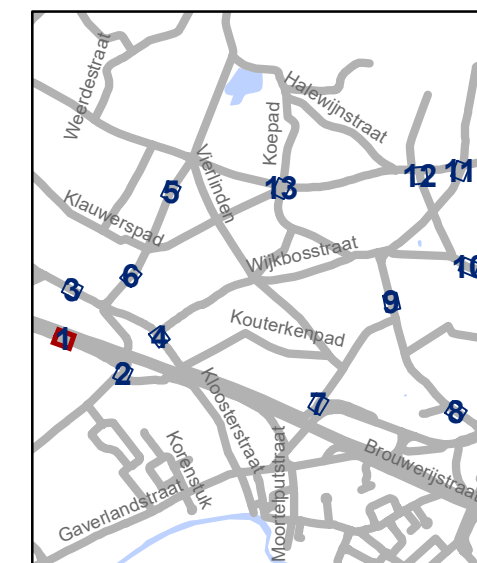 Weerdestraat
Halewijnstraat
Koepad
Vierlinden
12
11
13
5
Klauwerspad
Wijkbosstraat
10
6
3
9
Kouterkenpad
4
1
2
7
Kloosterstraat
8
Korenstuk
Moortelputstraat
Brouwerijstraat
Gaverlandstraat